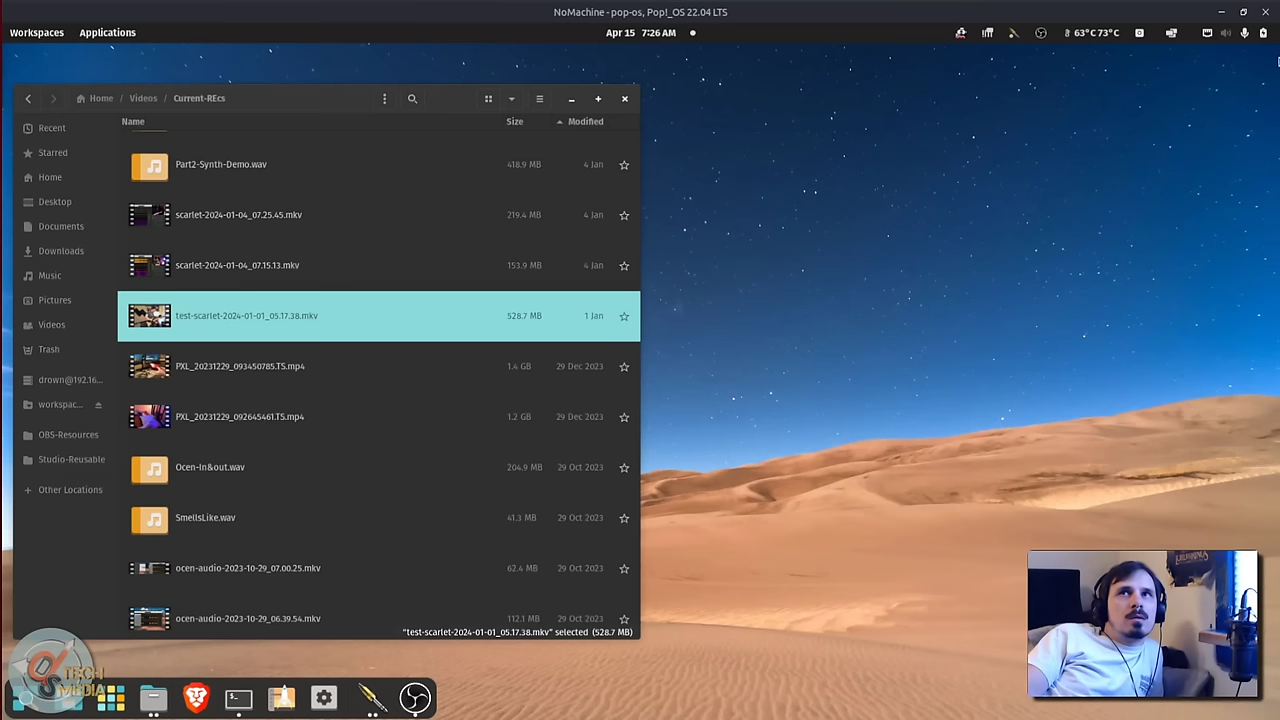 NoMachine - pop-os, Pop!_OS 22.04 LTS
Workspaces Applications Apr 15 7:26 AM 63°C 73°C
Home / Videos / Current-REcs
Name Size Modified
Recent
Starred
Home
Desktop
Documents
Downloads
Music
Pictures
Videos
Trash
drown@192.16...
workspac...
OBS-Resources
Studio-Reusable
Other Locations
Part2-Synth-Demo.wav 418.9 MB 4 Jan
scarlet-2024-01-04_07.25.45.mkv 219.4 MB 4 Jan
scarlet-2024-01-04_07.15.13.mkv 153.9 MB 4 Jan
test-scarlet-2024-01-01_05.17.38.mkv 528.7 MB 1 Jan
PXL_20231229_093450785.TS.mp4 1.4 GB 29 Dec 2023
PXL_20231229_092645461.TS.mp4 1.2 GB 29 Dec 2023
Ocen-In&out.wav 204.9 MB 29 Oct 2023
SmellsLike.wav 41.3 MB 29 Oct 2023
ocen-audio-2023-10-29_07.00.25.mkv 62.4 MB 29 Oct 2023
ocen-audio-2023-10-29_06.39.54.mkv 112.1 MB 29 Oct 2023
"test-scarlet-2024-01-01_05.17.38.mkv" selected (528.7 MB)
TECH
MEDIA